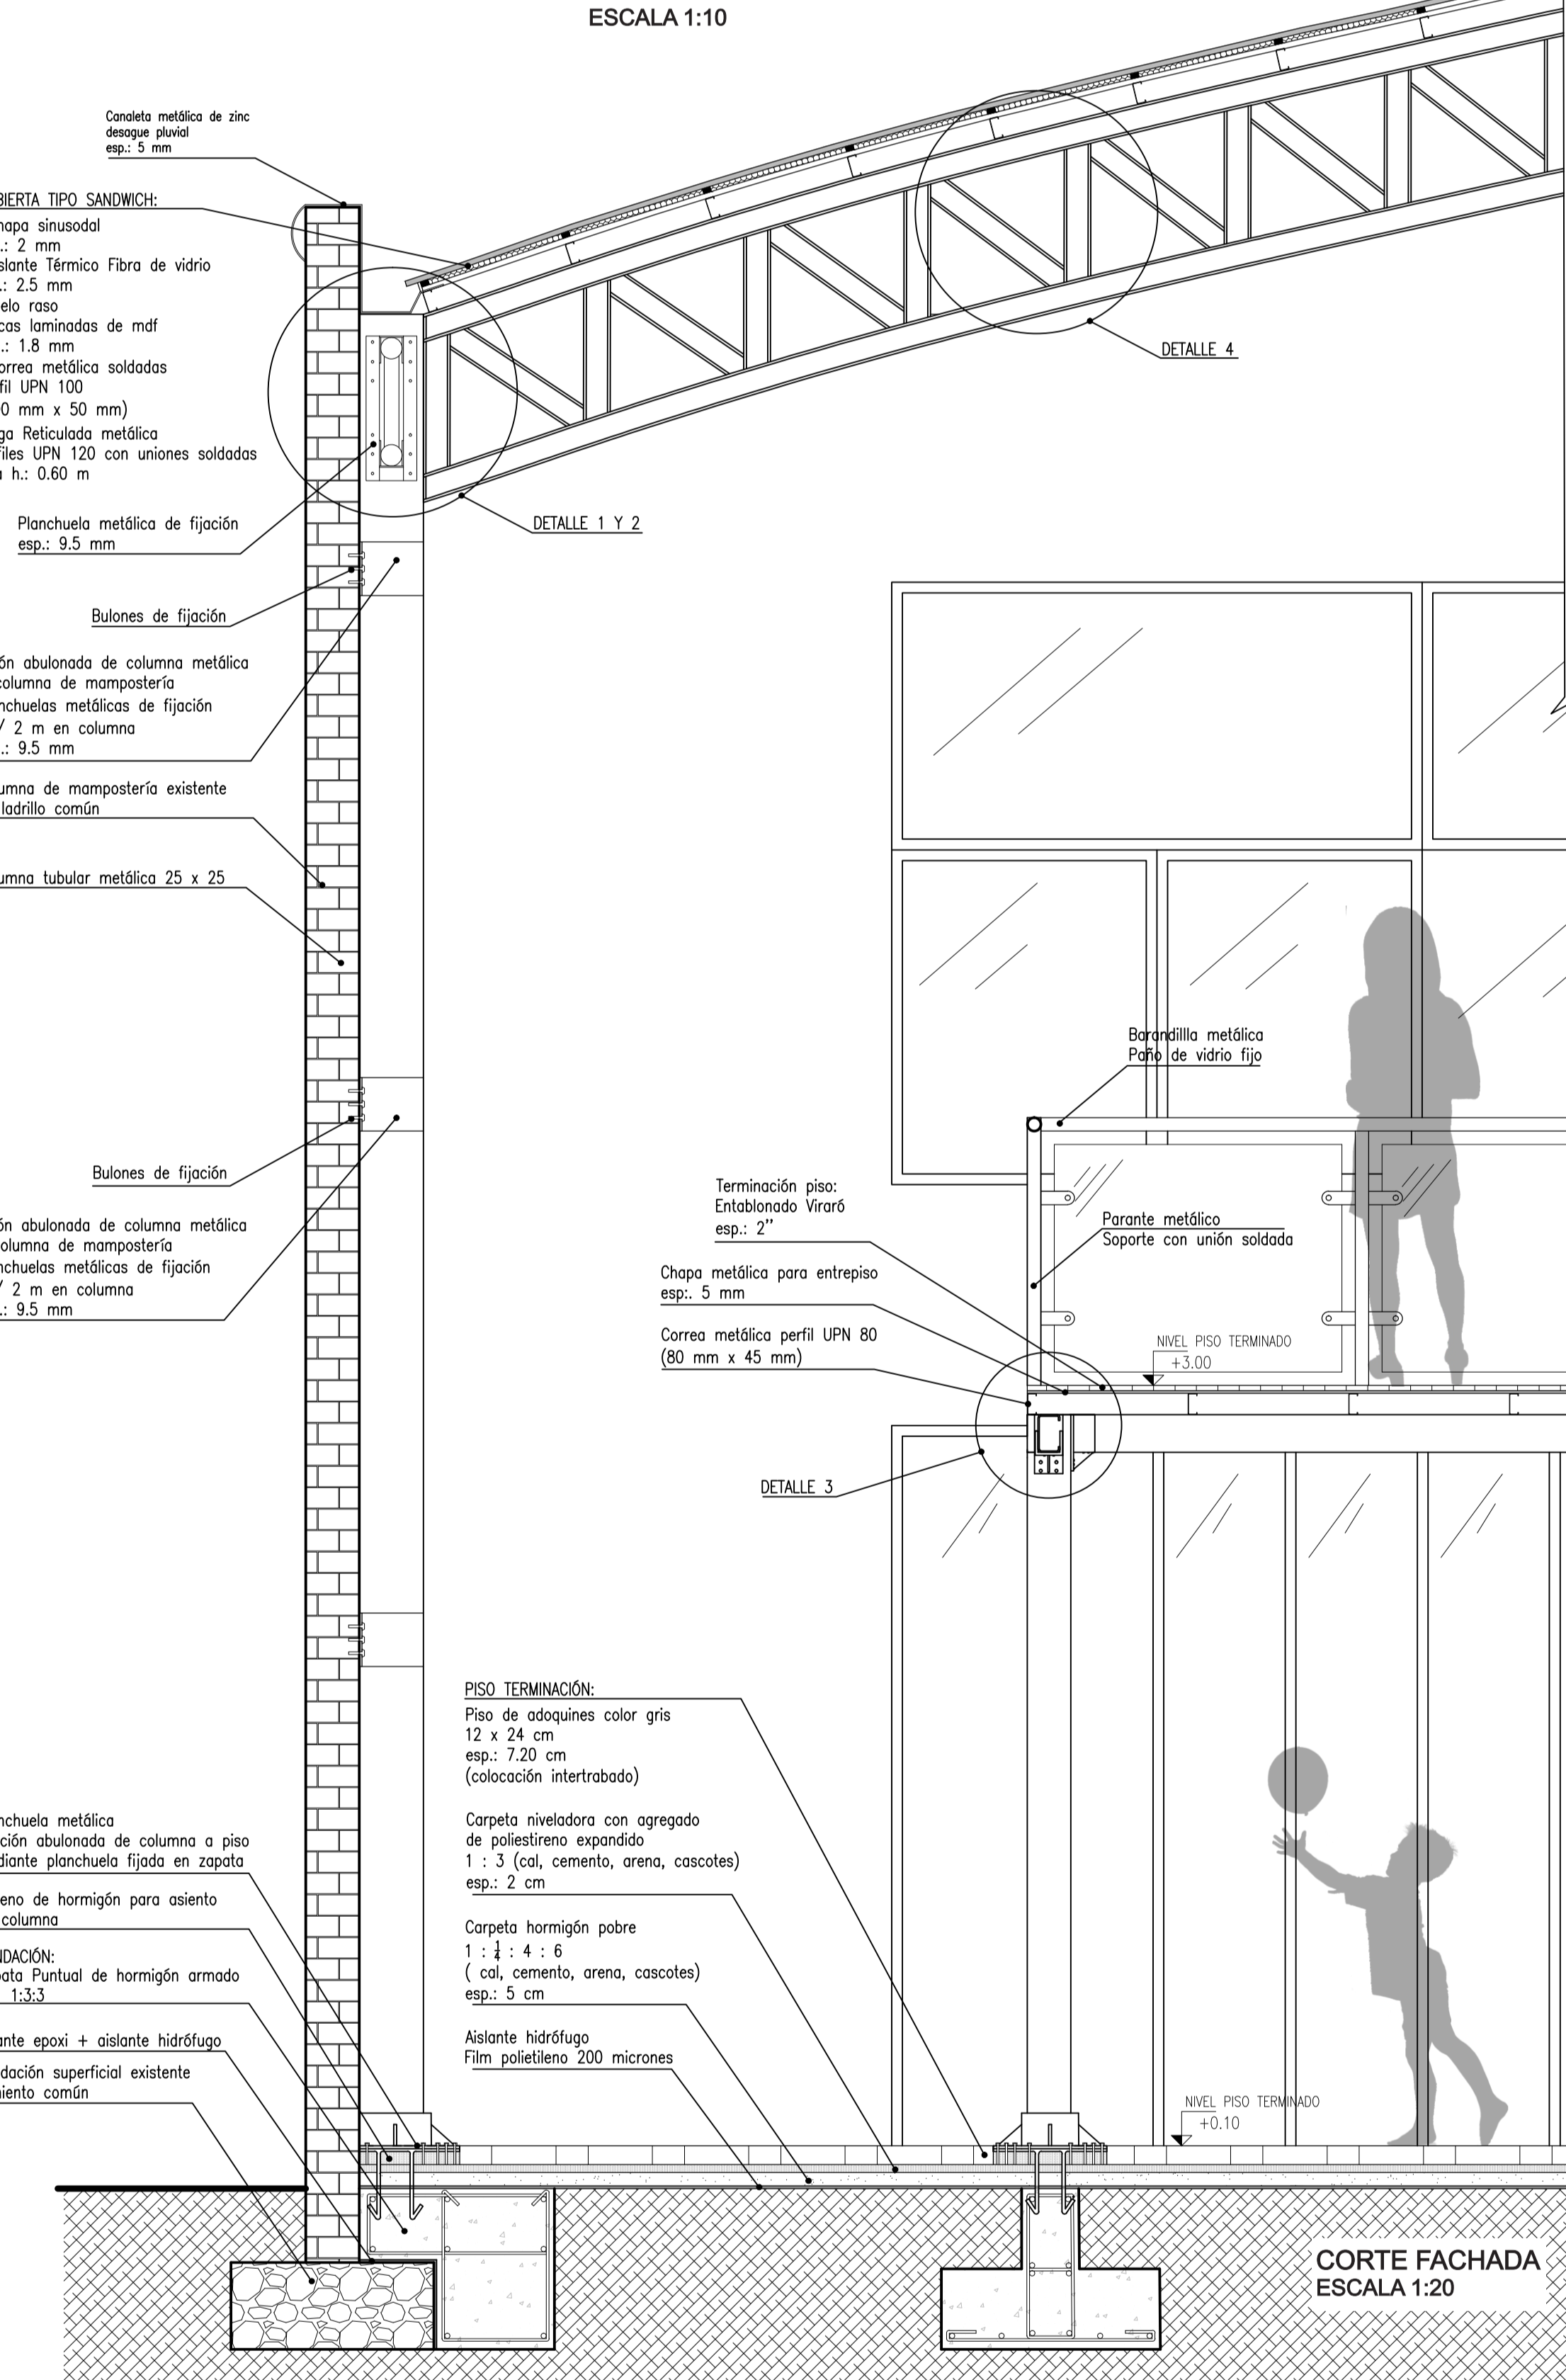 ESCALA 1:10
Canaleta metálica de zinc
desague pluvial
esp.: 5 mm
BIERTA TIPO SANDWICH:
hapa sinusodal
.: 2 mm
slante Térmico Fibra de vidrio
.: 2.5 mm
elo raso
cas laminadas de mdf
.: 1.8 mm
orrea metálica soldadas
fil UPN 100
0 mm x 50 mm)
ga Reticulada metálica
files UPN 120 con uniones soldadas
a h.: 0.60 m
Planchuela metálica de fijación
esp.: 9.5 mm
DETALLE 4
DETALLE 1 Y 2
Bulones de fijación
ón abulonada de columna metálica
columna de mampostería
nchuelas metálicas de fijación
/ 2 m en columna
.: 9.5 mm
umna de mampostería existente
ladrillo común
umna tubular metálica 25 x 25
Bulones de fijación
ón abulonada de columna metálica
olumna de mampostería
nchuelas metálicas de fijación
/ 2 m en columna
.: 9.5 mm
Barandillla metálica
Paño de vidrio fijo
Terminación piso:
Entablonado Viraró
esp.: 2’’
Chapa metálica para entrepiso
esp:. 5 mm
Correa metálica perfil UPN 80
(80 mm x 45 mm)
Parante metálico
Soporte con unión soldada
NIVEL PISO TERMINADO
+3.00
DETALLE 3
PISO TERMINACIÓN:
Piso de adoquines color gris
12 x 24 cm
esp.: 7.20 cm
(colocación intertrabado)
Carpeta niveladora con agregado
de poliestireno expandido
1 : 3 (cal, cemento, arena, cascotes)
esp.: 2 cm
Carpeta hormigón pobre
1 : 1/4 : 4 : 6
( cal, cemento, arena, cascotes)
esp.: 5 cm
Aislante hidrófugo
Film polietileno 200 micrones
nchuela metálica
ción abulonada de columna a piso
diante planchuela fijada en zapata
eno de hormigón para asiento
columna
NDACIÓN:
pata Puntual de hormigón armado
1:3:3
ante epoxi + aislante hidrófugo
dación superficial existente
iento común
NIVEL PISO TERMINADO
+0.10
CORTE FACHADA
ESCALA 1:20